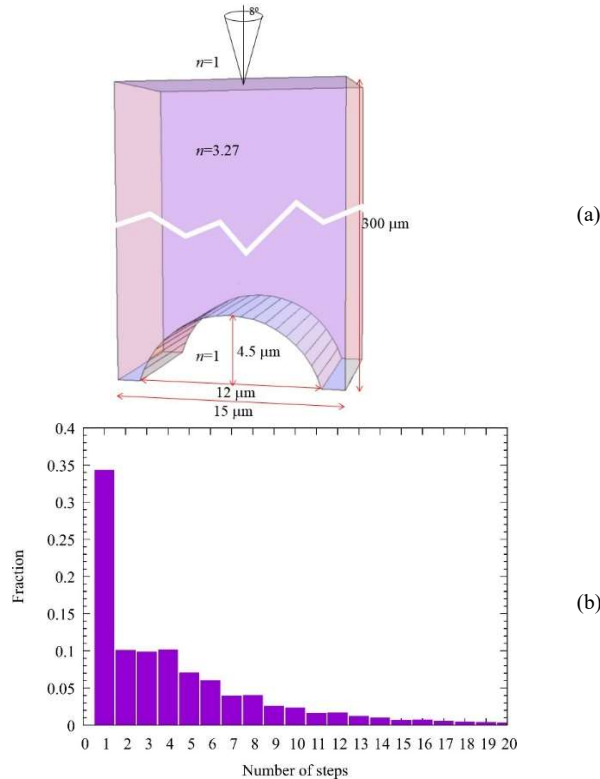 8º
n=1
n=3.27
(a)
300 μm
n=1
4.5 μm
12 μm
15 μm
0.4
0.35
0.3
0.25
0.2
0.15
0.1
0.05
0
Fraction
(b)
0 1 2 3 4 5 6 7 8 9 10 11 12 13 14 15 16 17 18 19 20
Number of steps